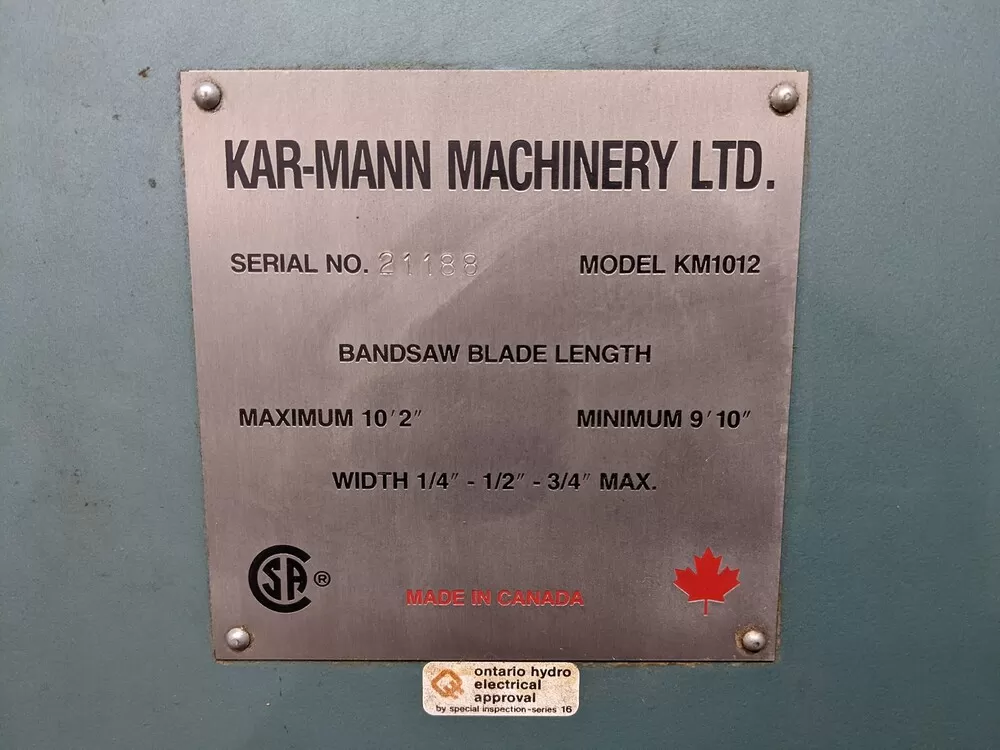 KAR-MANN MACHINERY LTD.
SERIAL NO. 21188 MODEL KM1012
BANDSAW BLADE LENGTH
MAXIMUM 10′2″ MINIMUM 9′10″
WIDTH 1/4″ - 1/2″ - 3/4″ MAX.
CSA ® MADE IN CANADA
ontario hydro
electrical
approval
by special inspection-series 16